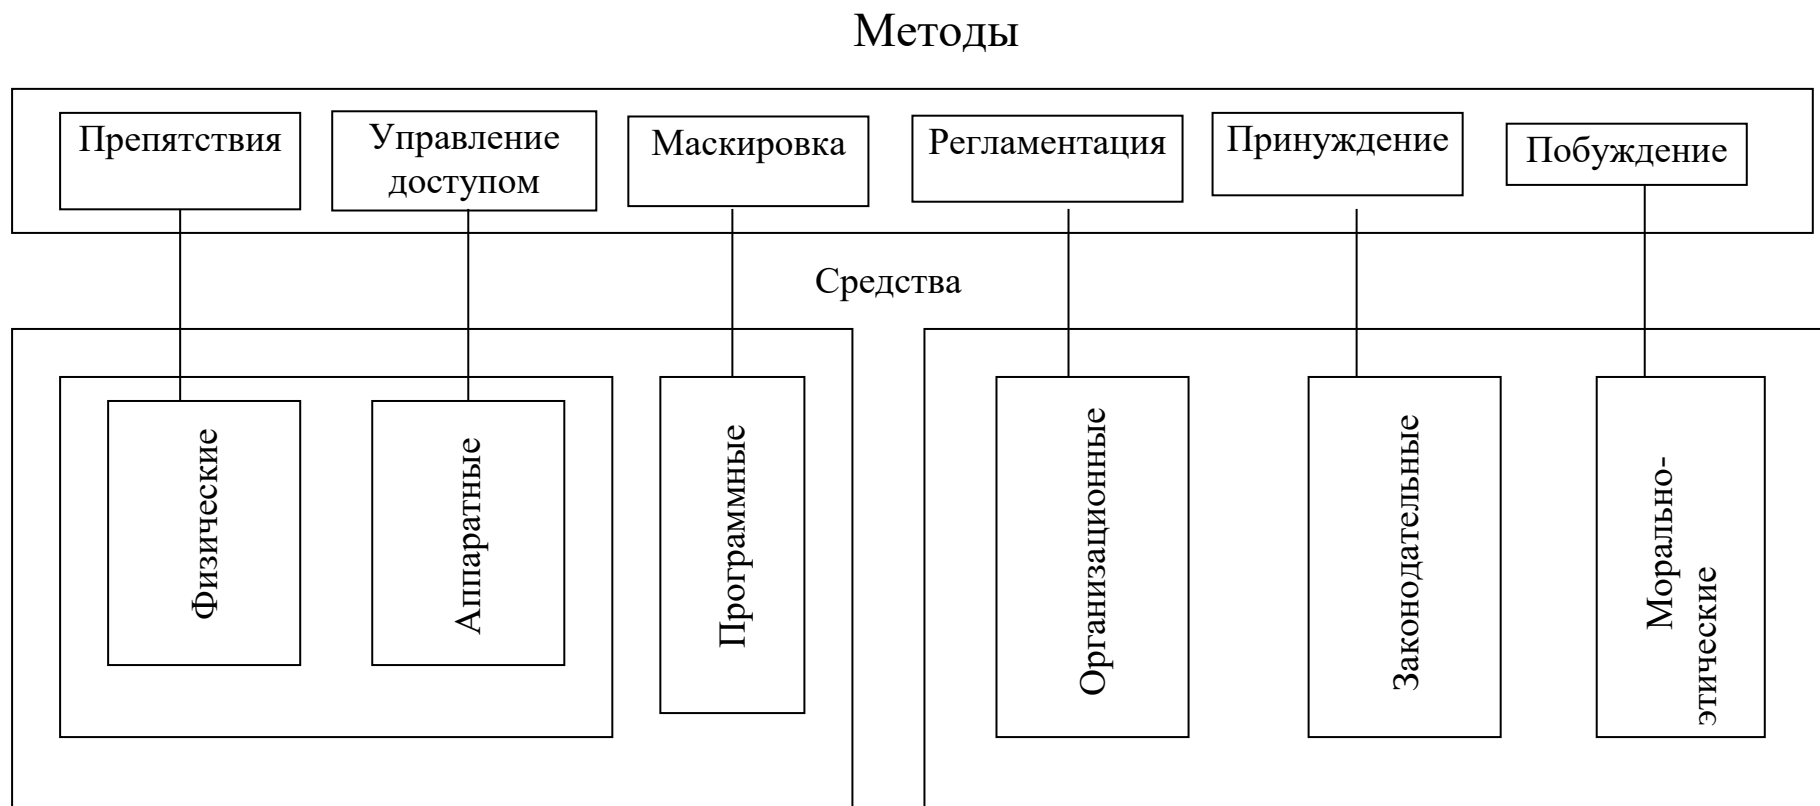 Методы
Препятствия
Управление
доступом
Маскировка
Регламентация
Принуждение
Побуждение
Средства
Физические
Аппаратные
Программные
Организационные
Законодательные
Морально-
этические